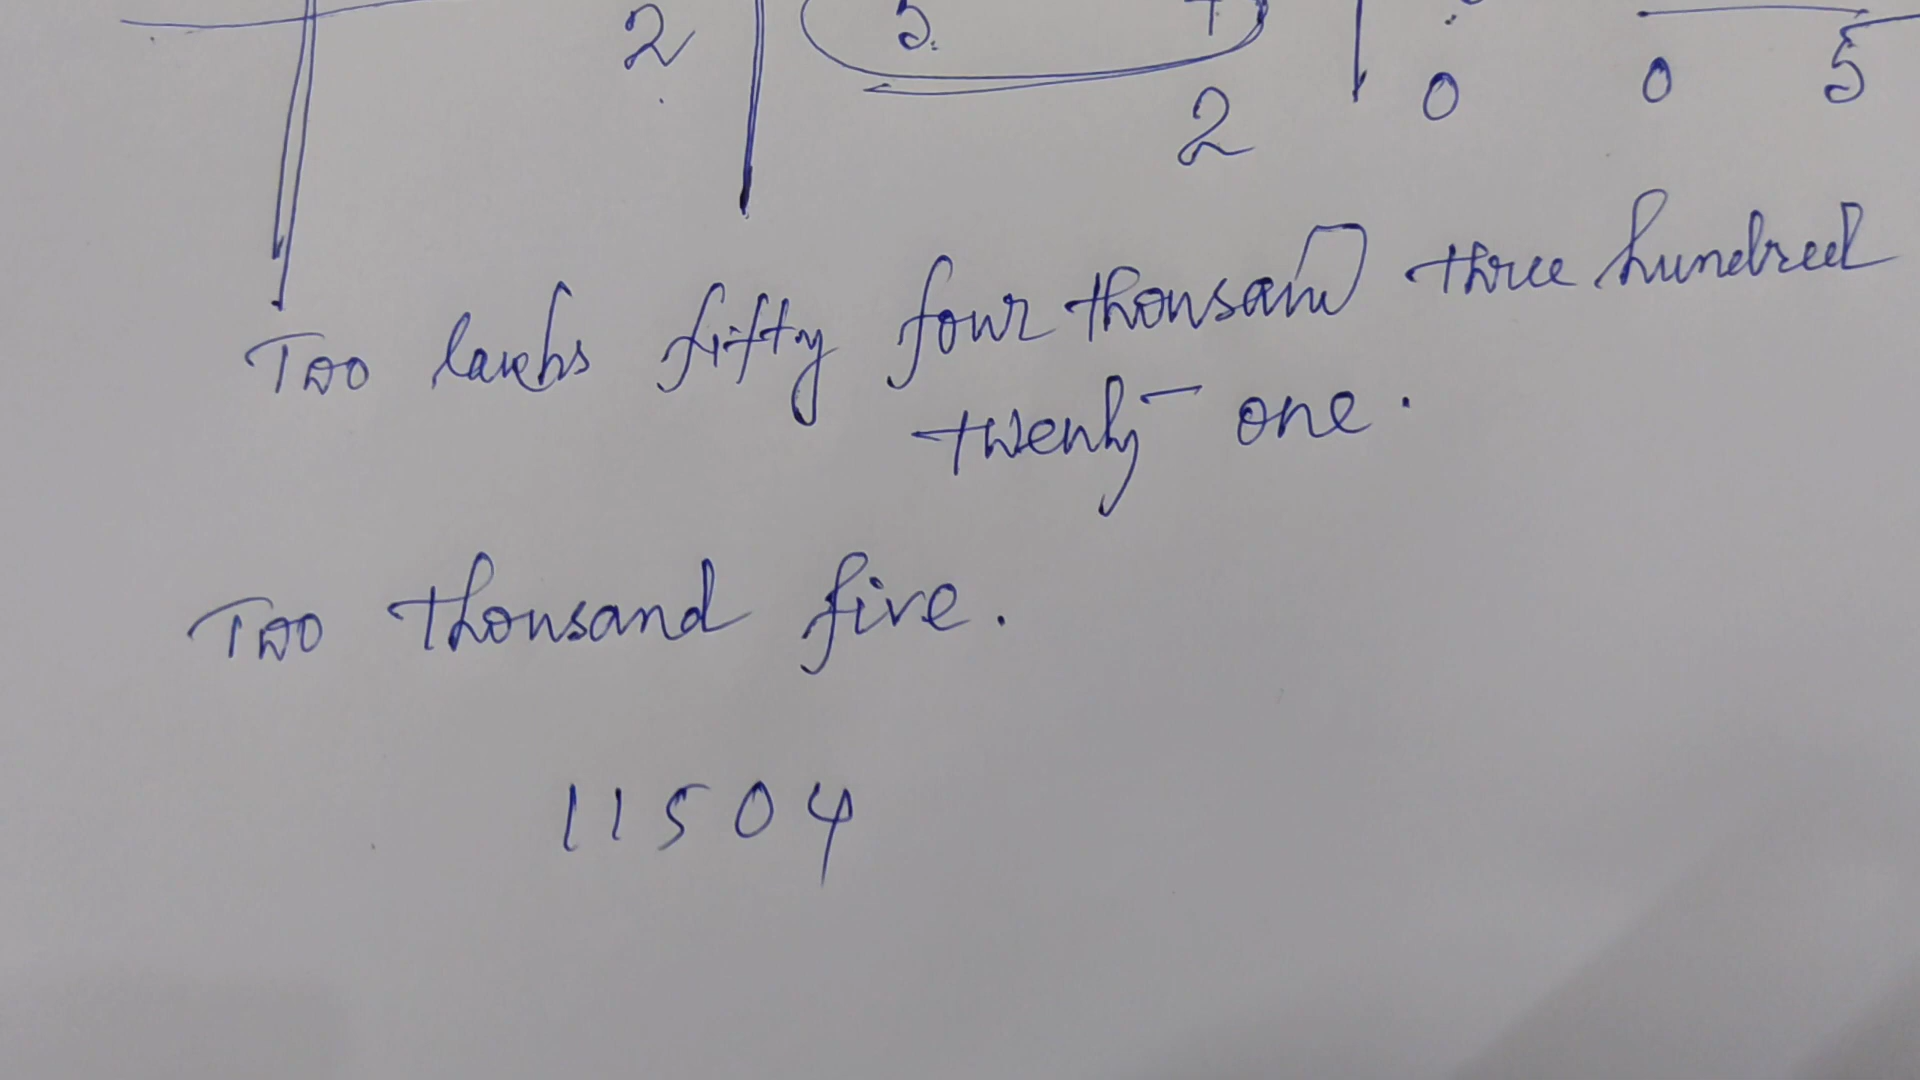 2 5. 4
2 0 0 5
Two lakhs fifty four thousand three hundred
twenty - one.
Two thousand five.
11504